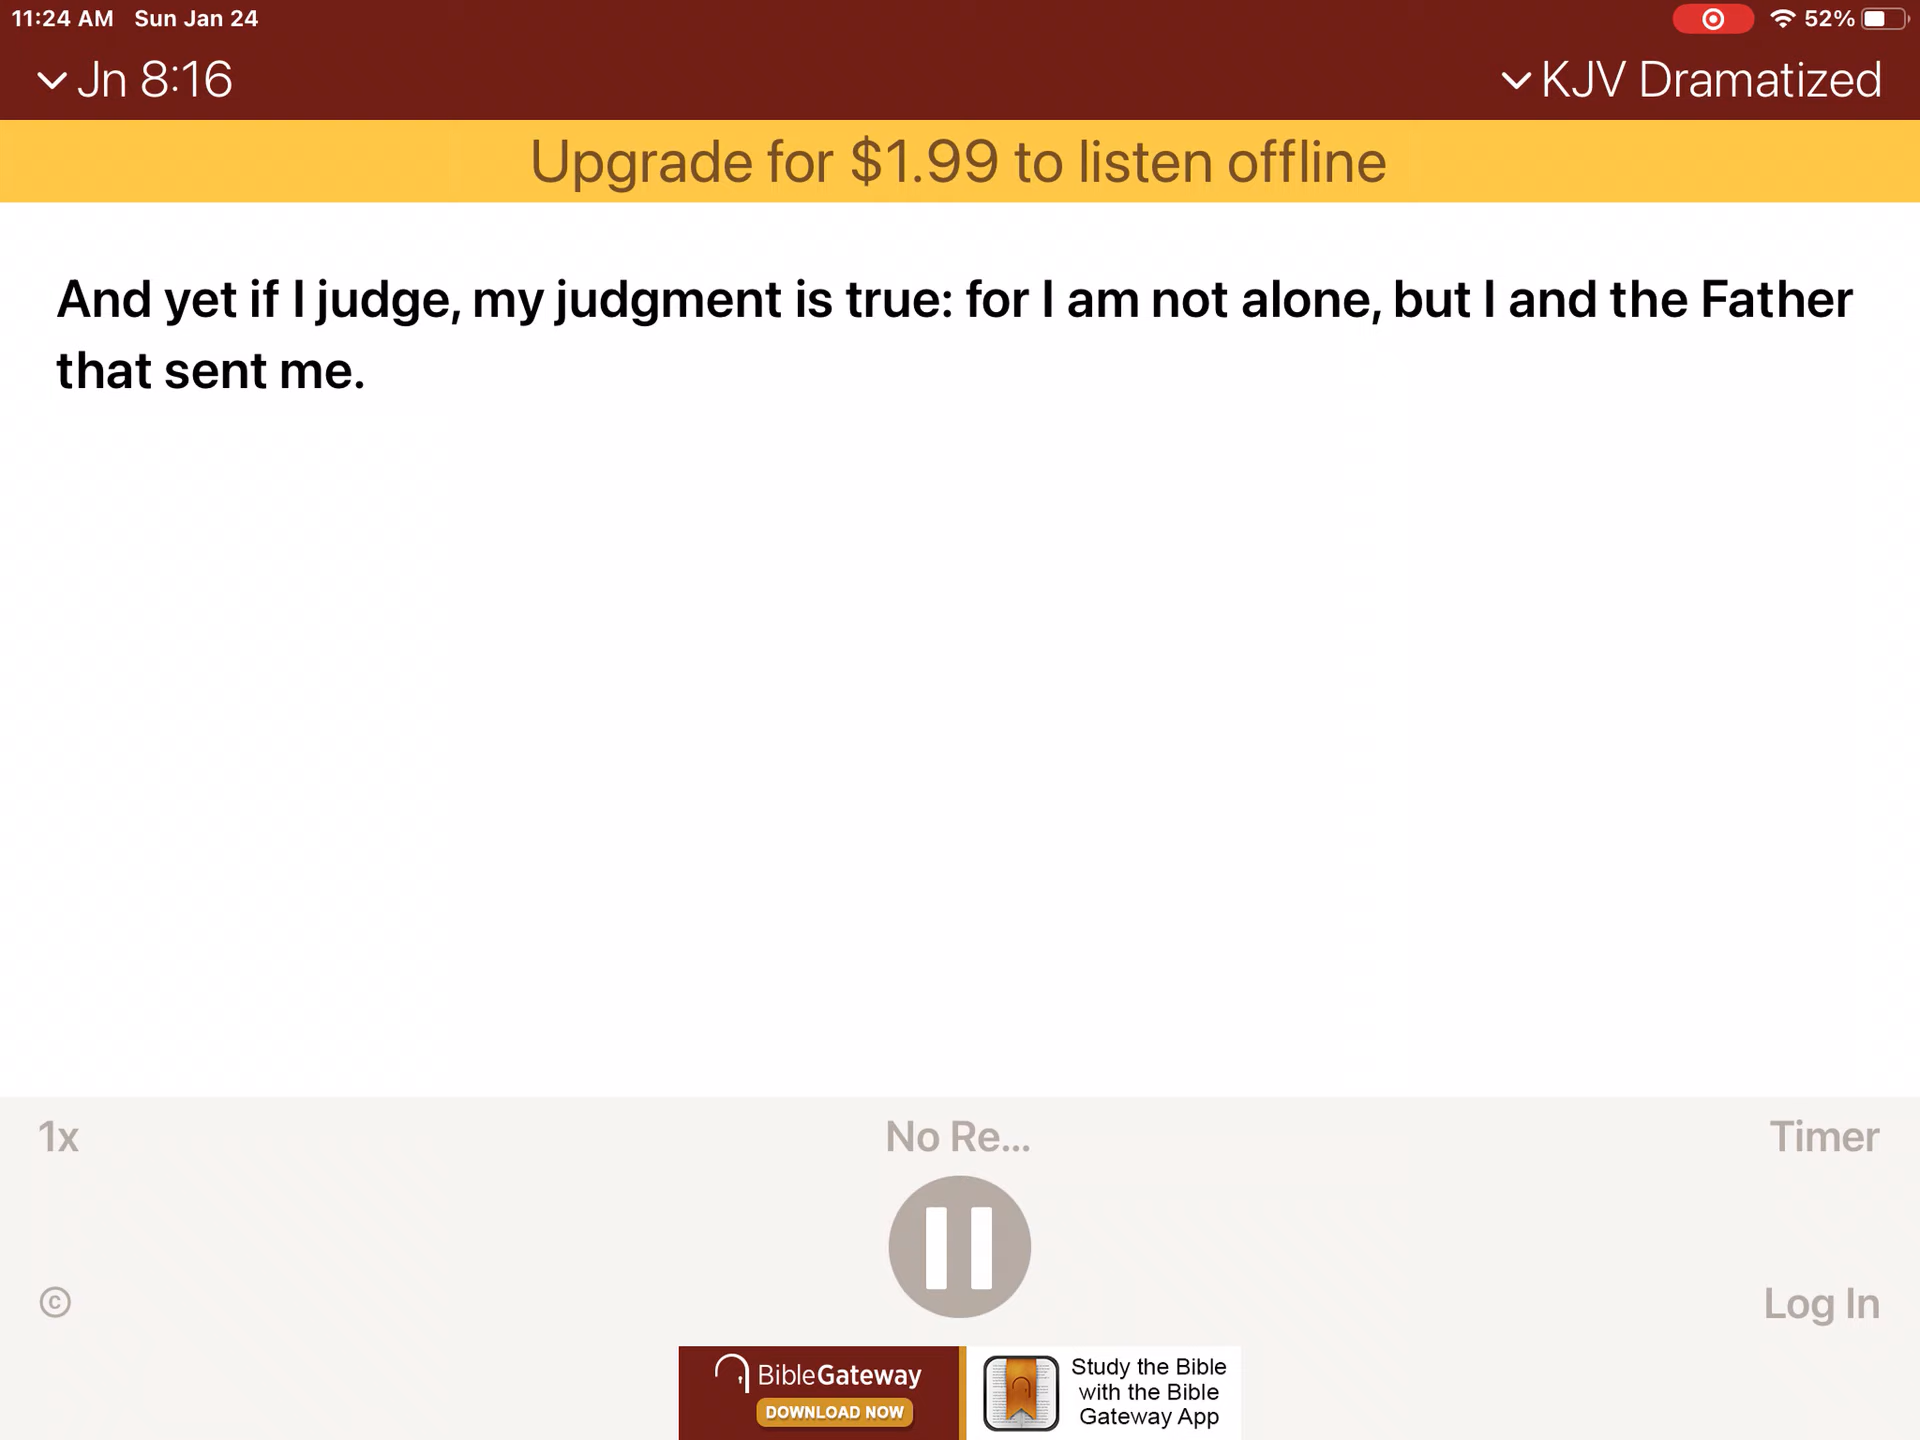 11:24 AM Sun Jan 24
52%
Jn 8:16
KJV Dramatized
Upgrade for $1.99 to listen offline
And yet if I judge, my judgment is true: for I am not alone, but I and the Father
that sent me.
1x
No Re...
Timer
©
Log In
BibleGateway
DOWNLOAD NOW
Study the Bible
with the Bible
Gateway App